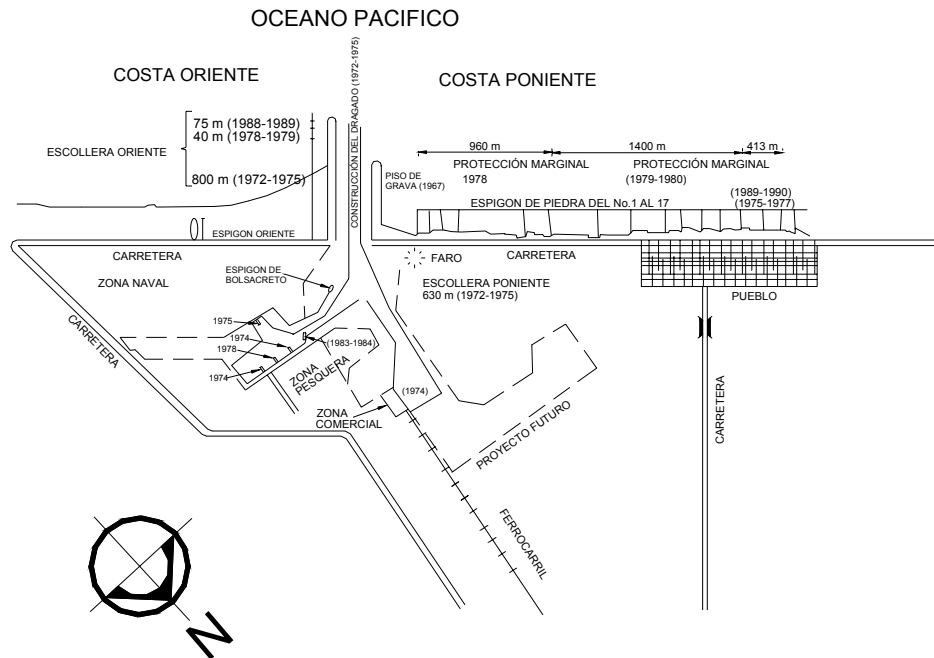 OCEANO PACIFICO
COSTA ORIENTE
COSTA PONIENTE
CONSTRUCCIÓN DEL DRAGADO (1972-1975)
75 m (1988-1989)
40 m (1978-1979)
ESCOLLERA ORIENTE
800 m (1972-1975)
960 m
1400 m
413 m
PROTECCIÓN MARGINAL
1978
PROTECCIÓN MARGINAL
(1979-1980)
PISO DE
GRAVA (1967)
(1989-1990)
(1975-1977)
ESPIGON DE PIEDRA DEL No.1 AL 17
ESPIGON ORIENTE
CARRETERA
FARO
CARRETERA
ZONA NAVAL
ESPIGON DE
BOLSACRETO
ESCOLLERA PONIENTE
630 m (1972-1975)
PUEBLO
CARRETERA
1975
1974
1978
1974
(1983-1984)
ZONA
PESQUERA
(1974)
ZONA
COMERCIAL
PROYECTO FUTURO
CARRETERA
FERROCARRIL
N